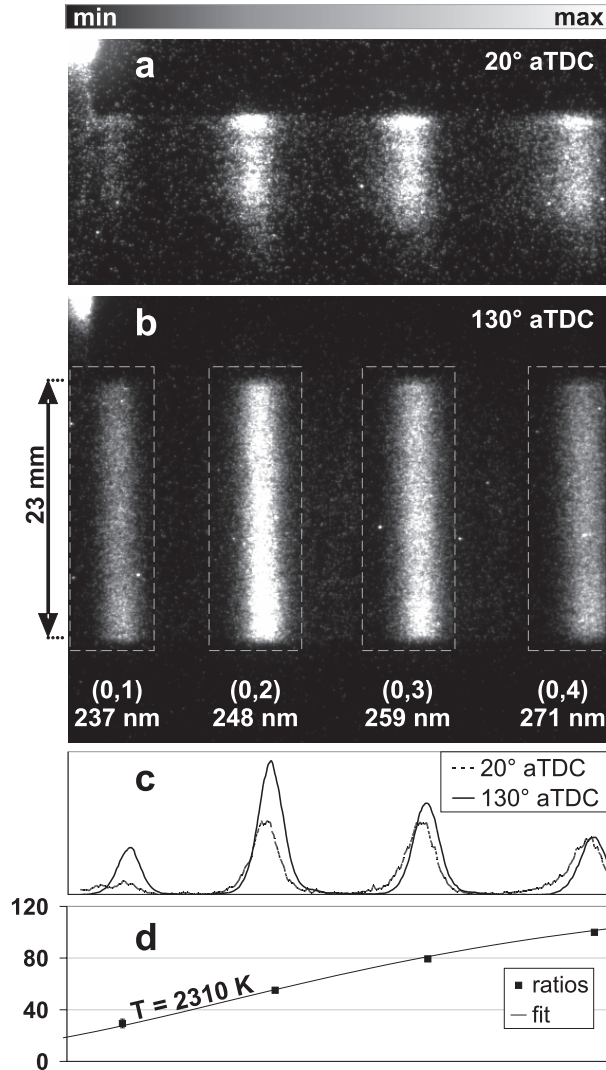 min max
a 20° aTDC
b 130° aTDC
23 mm
(0,1) (0,2) (0,3) (0,4)
237 nm 248 nm 259 nm 271 nm
c 20° aTDC
130° aTDC
120
d
80
T = 2310 K
ratios
40
fit
0